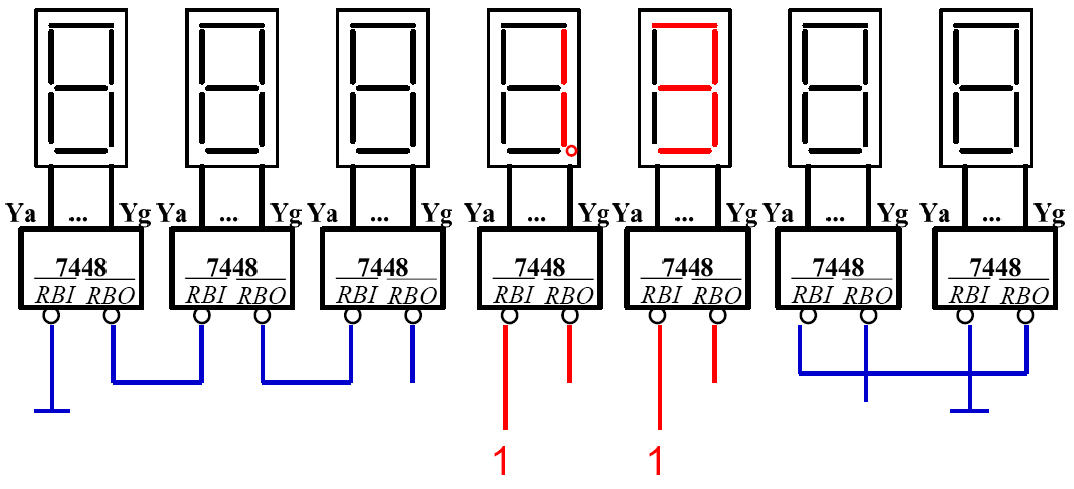 Ya ... Yg Ya ... Yg Ya ... Yg Ya ... Yg Ya ... Yg Ya ... Yg Ya ... Yg
7448 7448 7448 7448 7448 7448 7448
RBI RBO RBI RBO RBI RBO RBI RBO RBI RBO RBI RBO RBI RBO
1 1